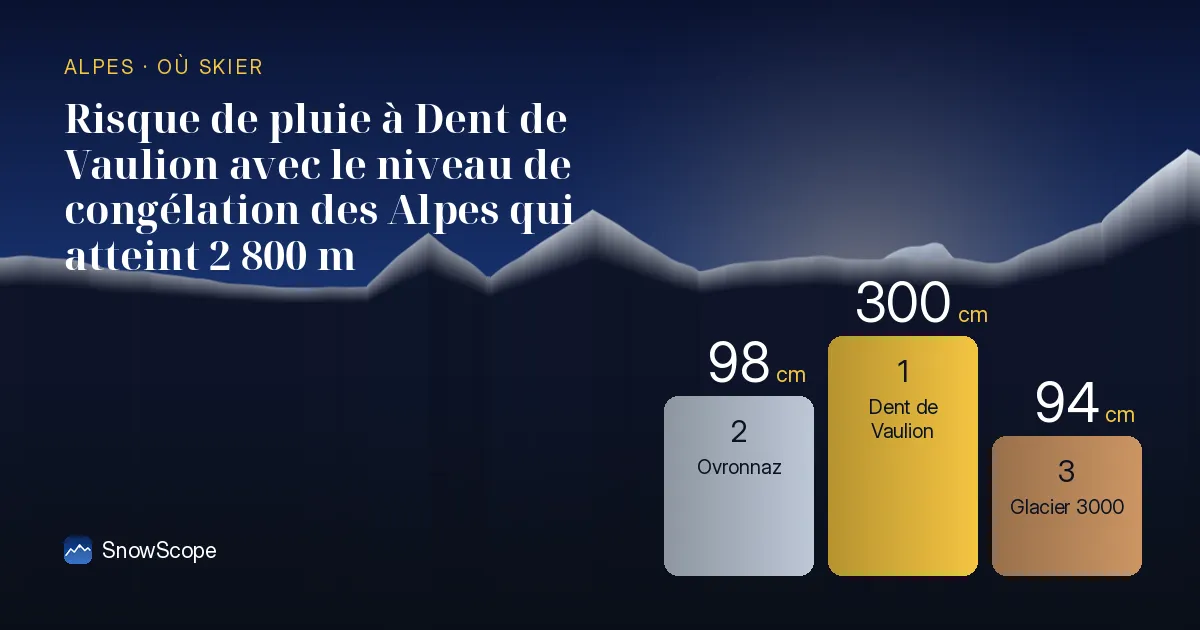 ALPES · OÙ SKIER
Risque de pluie à Dent de
Vaulion avec le niveau de
congélation des Alpes qui
atteint 2 800 m
300 cm
98 cm
94 cm
1
Dent de
Vaulion
2
Ovronnaz
3
Glacier 3000
SnowScope